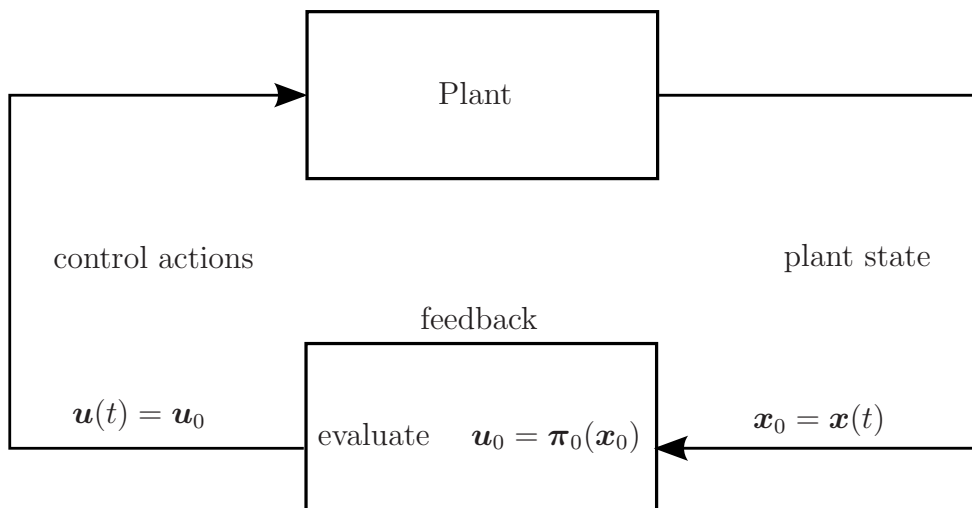 Plant
control actions
plant state
feedback
𝒖(t) = 𝒖₀
evaluate 𝒖₀ = 𝝅₀(𝒙₀)
𝒙₀ = 𝒙(t)